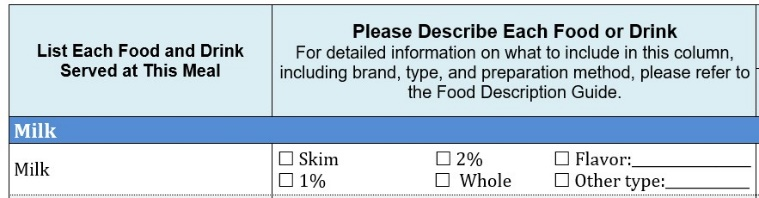 List Each Food and Drink
Served at This Meal
Please Describe Each Food or Drink
For detailed information on what to include in this column,
including brand, type, and preparation method, please refer to
the Food Description Guide.
Milk
Milk
☐ Skim ☐ 2% ☐ Flavor:____________
☐ 1% ☐ Whole ☐ Other type:_________